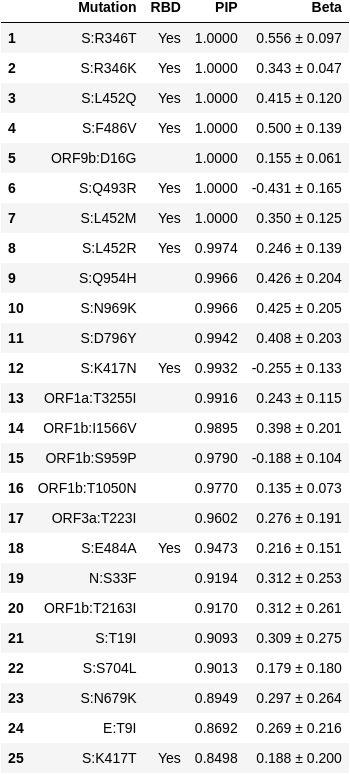 Mutation RBD PIP Beta
1 S:R346T Yes 1.0000 0.556 ± 0.097
2 S:R346K Yes 1.0000 0.343 ± 0.047
3 S:L452Q Yes 1.0000 0.415 ± 0.120
4 S:F486V Yes 1.0000 0.500 ± 0.139
5 ORF9b:D16G 1.0000 0.155 ± 0.061
6 S:Q493R Yes 1.0000 -0.431 ± 0.165
7 S:L452M Yes 1.0000 0.350 ± 0.125
8 S:L452R Yes 0.9974 0.246 ± 0.139
9 S:Q954H 0.9966 0.426 ± 0.204
10 S:N969K 0.9966 0.425 ± 0.205
11 S:D796Y 0.9942 0.408 ± 0.203
12 S:K417N Yes 0.9932 -0.255 ± 0.133
13 ORF1a:T3255I 0.9916 0.243 ± 0.115
14 ORF1b:I1566V 0.9895 0.398 ± 0.201
15 ORF1b:S959P 0.9790 -0.188 ± 0.104
16 ORF1b:T1050N 0.9770 0.135 ± 0.073
17 ORF3a:T223I 0.9602 0.276 ± 0.191
18 S:E484A Yes 0.9473 0.216 ± 0.151
19 N:S33F 0.9194 0.312 ± 0.253
20 ORF1b:T2163I 0.9170 0.312 ± 0.261
21 S:T19I 0.9093 0.309 ± 0.275
22 S:S704L 0.9013 0.179 ± 0.180
23 S:N679K 0.8949 0.297 ± 0.264
24 E:T9I 0.8692 0.269 ± 0.216
25 S:K417T Yes 0.8498 0.188 ± 0.200